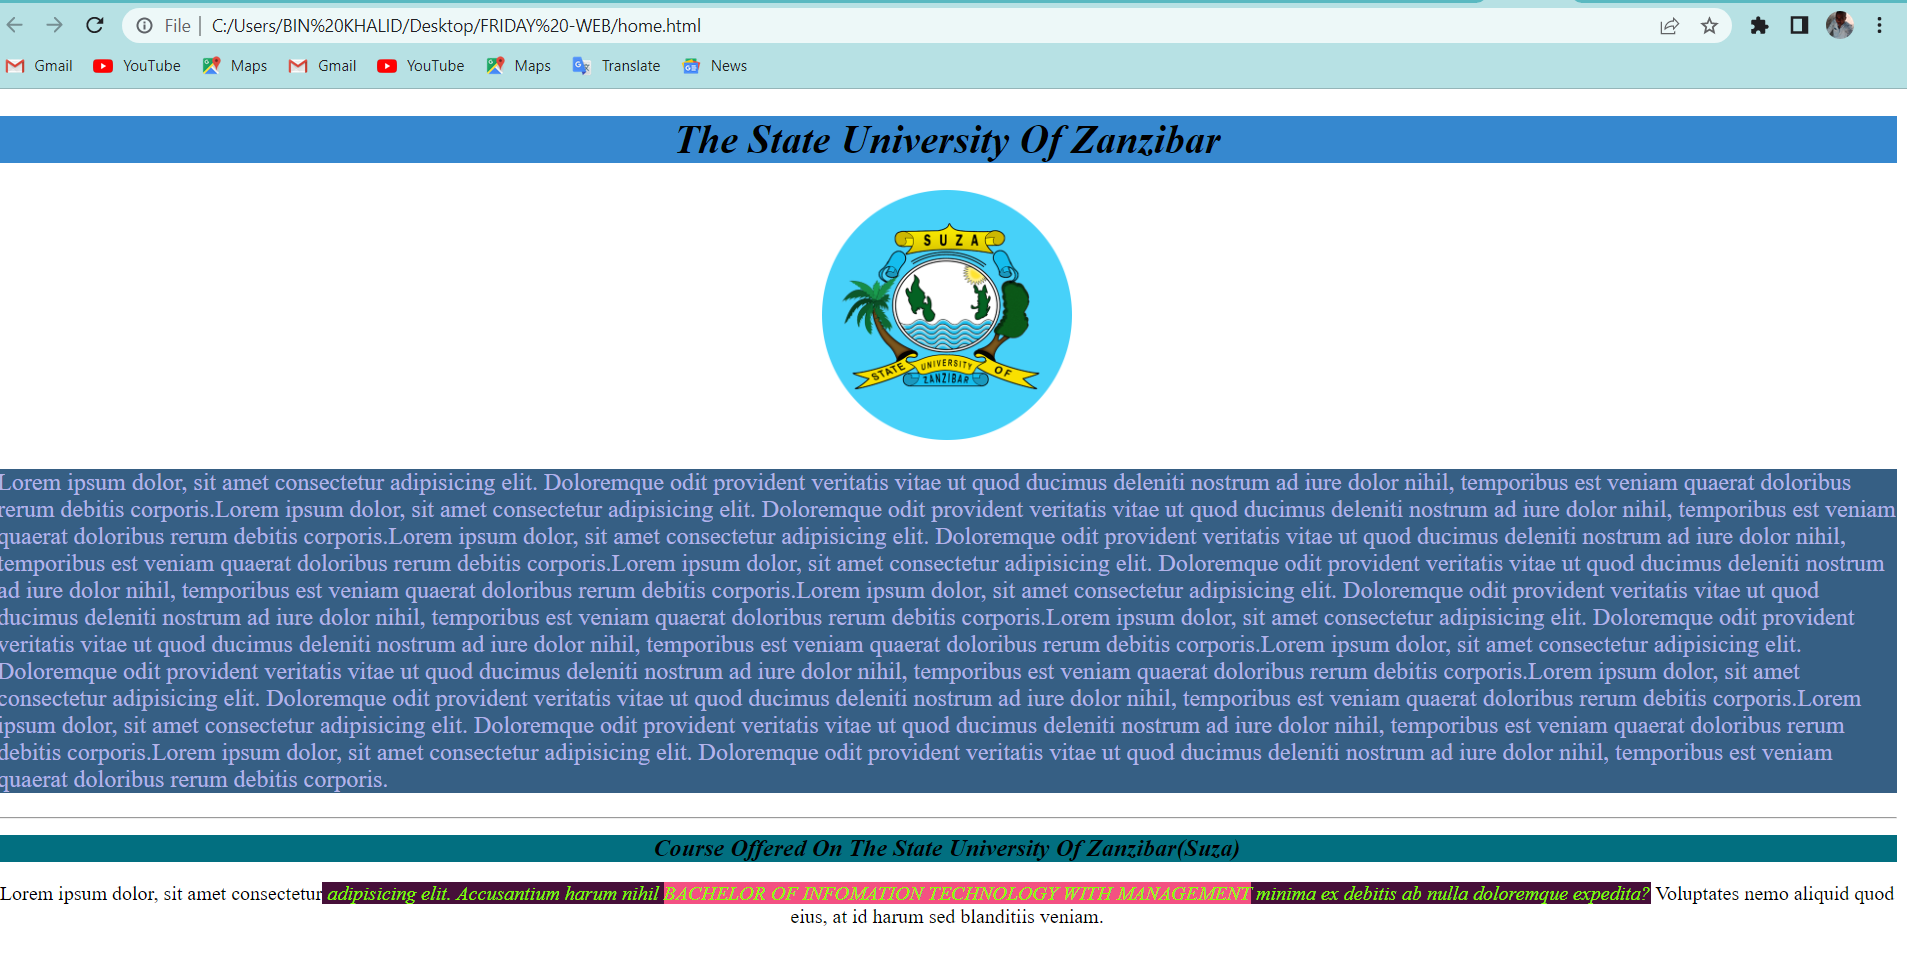 File | C:/Users/BIN%20KHALID/Desktop/FRIDAY%20-WEB/home.html
Gmail YouTube Maps Gmail YouTube Maps Translate News
The State University Of Zanzibar
SUZA
STATE UNIVERSITY OF
ZANZIBAR
Lorem ipsum dolor, sit amet consectetur adipisicing elit. Doloremque odit provident veritatis vitae ut quod ducimus deleniti nostrum ad iure dolor nihil, temporibus est veniam quaerat doloribus
rerum debitis corporis.Lorem ipsum dolor, sit amet consectetur adipisicing elit. Doloremque odit provident veritatis vitae ut quod ducimus deleniti nostrum ad iure dolor nihil, temporibus est veniam
quaerat doloribus rerum debitis corporis.Lorem ipsum dolor, sit amet consectetur adipisicing elit. Doloremque odit provident veritatis vitae ut quod ducimus deleniti nostrum ad iure dolor nihil,
temporibus est veniam quaerat doloribus rerum debitis corporis.Lorem ipsum dolor, sit amet consectetur adipisicing elit. Doloremque odit provident veritatis vitae ut quod ducimus deleniti nostrum
ad iure dolor nihil, temporibus est veniam quaerat doloribus rerum debitis corporis.Lorem ipsum dolor, sit amet consectetur adipisicing elit. Doloremque odit provident veritatis vitae ut quod
ducimus deleniti nostrum ad iure dolor nihil, temporibus est veniam quaerat doloribus rerum debitis corporis.Lorem ipsum dolor, sit amet consectetur adipisicing elit. Doloremque odit provident
veritatis vitae ut quod ducimus deleniti nostrum ad iure dolor nihil, temporibus est veniam quaerat doloribus rerum debitis corporis.Lorem ipsum dolor, sit amet consectetur adipisicing elit.
Doloremque odit provident veritatis vitae ut quod ducimus deleniti nostrum ad iure dolor nihil, temporibus est veniam quaerat doloribus rerum debitis corporis.Lorem ipsum dolor, sit amet
consectetur adipisicing elit. Doloremque odit provident veritatis vitae ut quod ducimus deleniti nostrum ad iure dolor nihil, temporibus est veniam quaerat doloribus rerum debitis corporis.Lorem
ipsum dolor, sit amet consectetur adipisicing elit. Doloremque odit provident veritatis vitae ut quod ducimus deleniti nostrum ad iure dolor nihil, temporibus est veniam quaerat doloribus rerum
debitis corporis.Lorem ipsum dolor, sit amet consectetur adipisicing elit. Doloremque odit provident veritatis vitae ut quod ducimus deleniti nostrum ad iure dolor nihil, temporibus est veniam
quaerat doloribus rerum debitis corporis.
Course Offered On The State University Of Zanzibar(Suza)
Lorem ipsum dolor, sit amet consectetur adipisicing elit. Accusantium harum nihil BACHELOR OF INFOMATION TECHNOLOGY WITH MANAGEMENT minima ex debitis ab nulla doloremque expedita? Voluptates nemo aliquid quod
eius, at id harum sed blanditiis veniam.